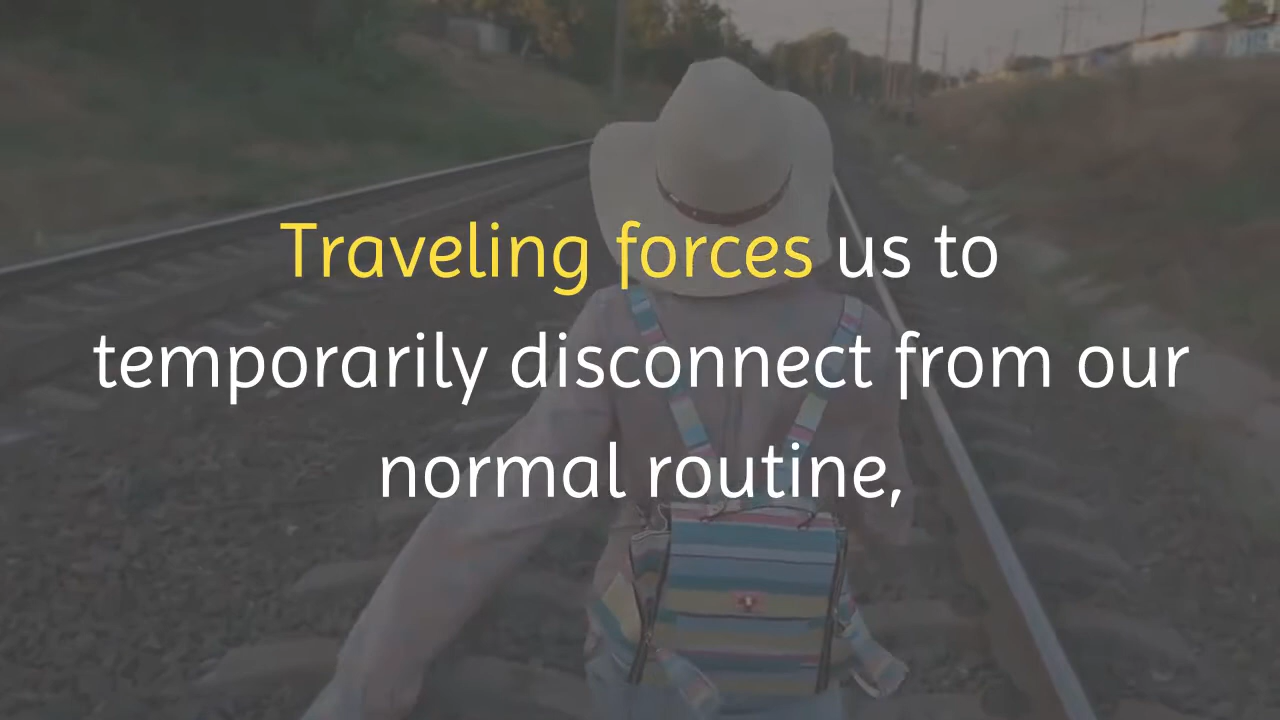 Traveling forces us to
temporarily disconnect from our
normal routine,